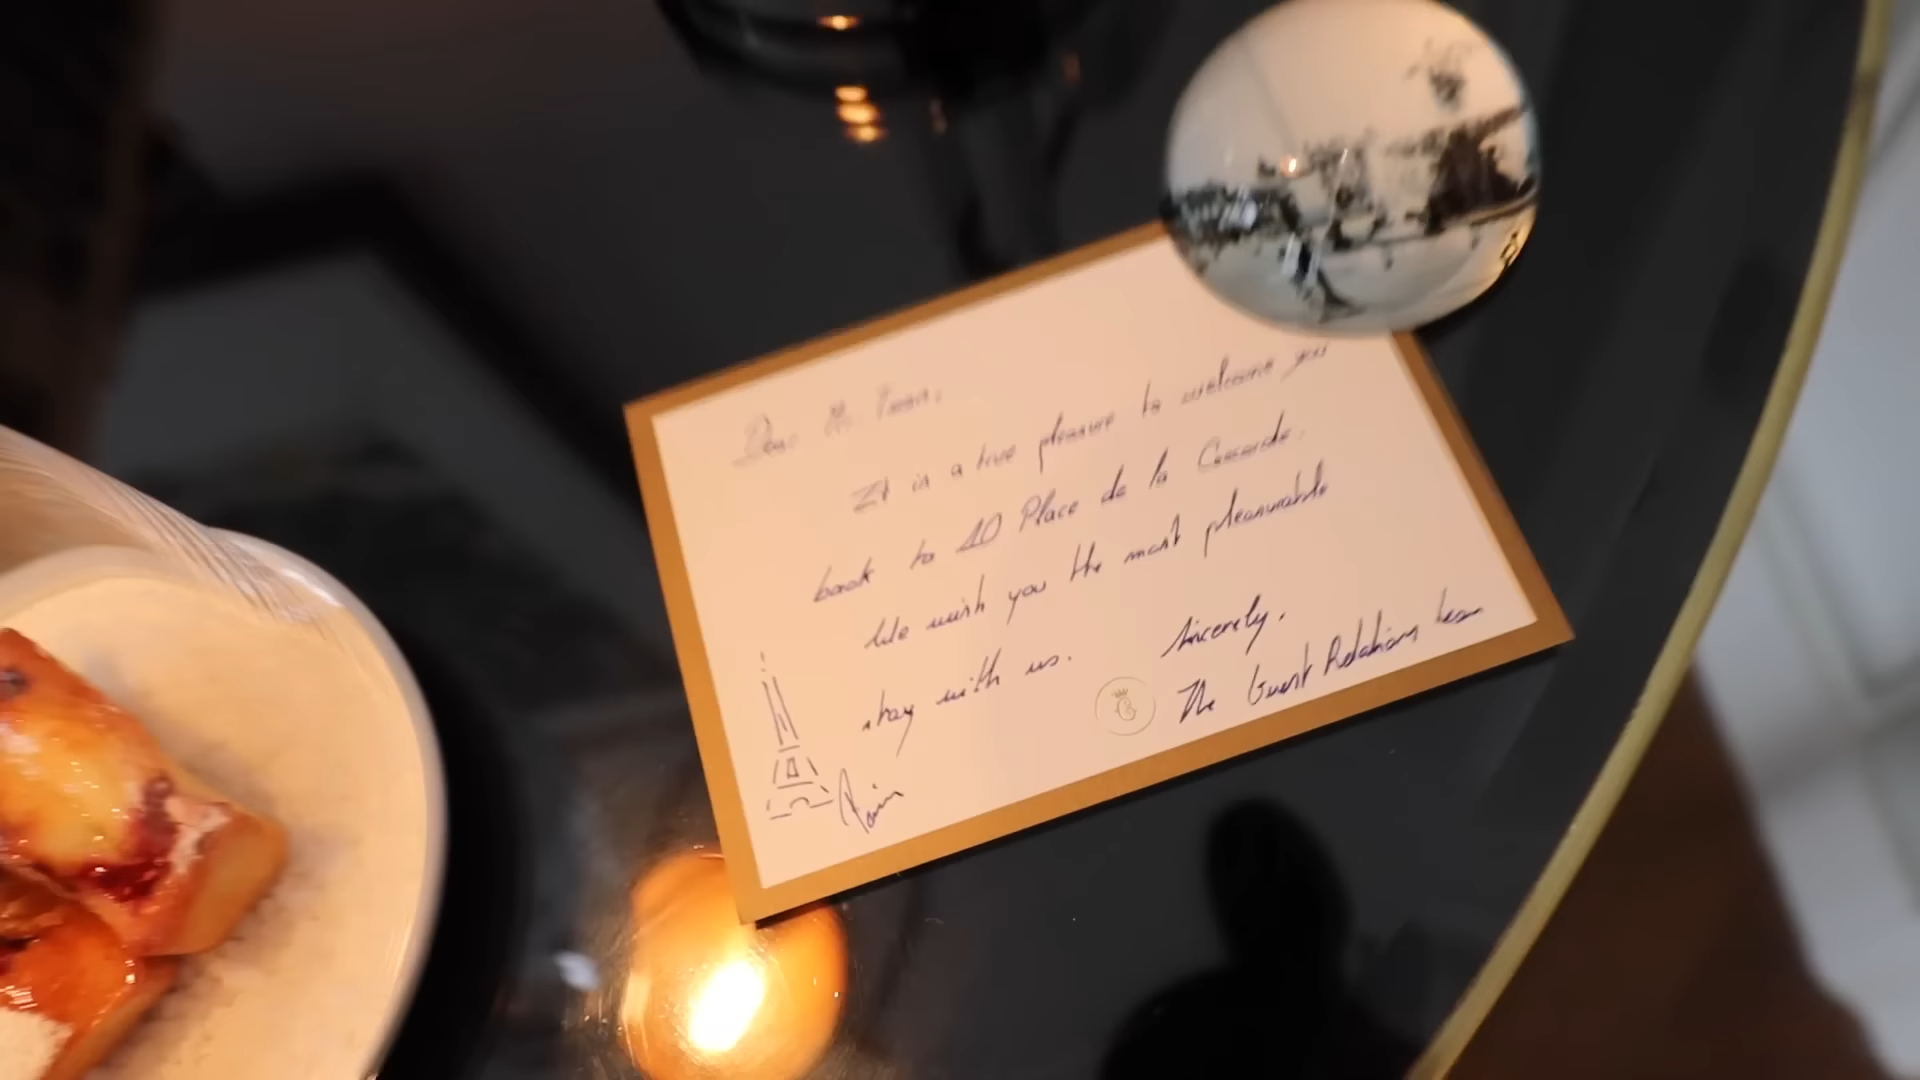 Dear Mr.
It is a true pleasure to welcome you
back to 10 Place de la Concorde.
We wish you the most pleasurable
stay with us.
Sincerely,
The Guest Relations team
Paris